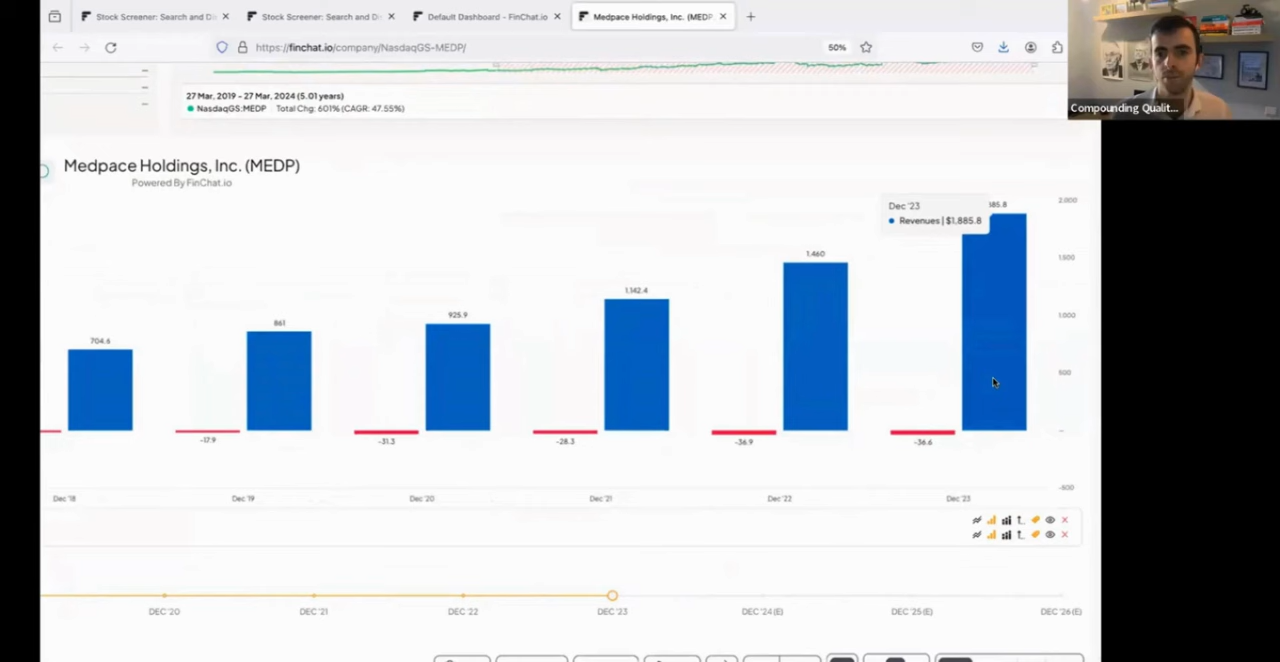 Stock Screener: Search and Di
Stock Screener: Search and Di
Default Dashboard - FinChat.io
Medpace Holdings, Inc. (MEDP
https://finchat.io/company/NasdaqGS-MEDP/
50%
Compounding Qualit...
27 Mar, 2019 - 27 Mar, 2024 (5.01 years)
NasdaqGS:MEDP Total Chg: 601% (CAGR: 47.55%)
Medpace Holdings, Inc. (MEDP)
Powered By FinChat.io
2.000
Dec '23
Revenues | $1,885.8
885.8
1.460
1,500
1.142.4
925.9
1.000
861
704.6
500
-17.9
-31.3
-28.3
-36.9
-36.6
-500
Dec '18
Dec '19
Dec '20
Dec '21
Dec '22
Dec '23
DEC '20
DEC '21
DEC '22
DEC '23
DEC '24 (E)
DEC '25 (E)
DEC '26 (E)